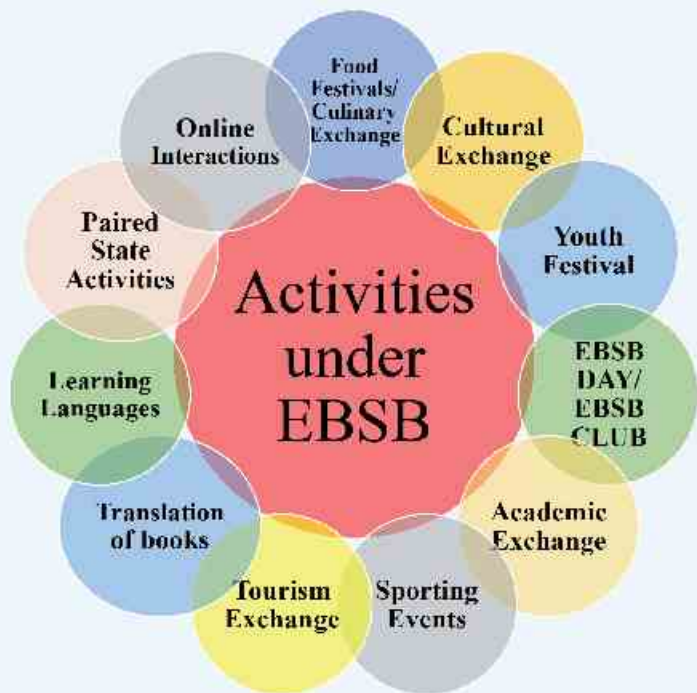 Activities
under
EBSB
Food
Festivals/
Culinary
Exchange
Cultural
Exchange
Youth
Festival
EBSB
DAY/
EBSB
CLUB
Academic
Exchange
Sporting
Events
Tourism
Exchange
Translation
of books
Learning
Languages
Paired
State
Activities
Online
Interactions